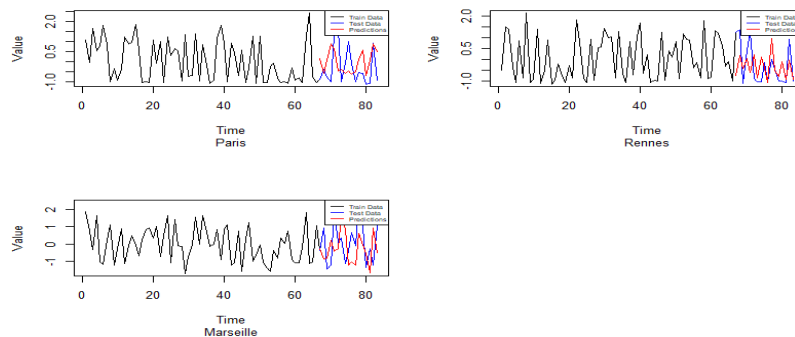 Value
2.0
0.5
-1.0
Train Data
Test Data
Predictions
0 20 40 60 80
Time
Paris
Value
2.0
0.5
-1.0
Train Data
Test Data
Predictions
0 20 40 60 80
Time
Rennes
Value
2
1
0
-1
Train Data
Test Data
Predictions
0 20 40 60 80
Time
Marseille